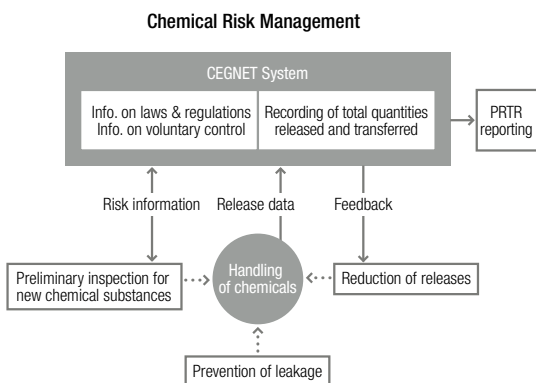 Chemical Risk Management
CEGNET System
Info. on laws & regulations
Info. on voluntary control
Recording of total quantities
released and transferred
PRTR
reporting
Risk information
Release data
Feedback
Preliminary inspection for
new chemical substances
Handling
of chemicals
Reduction of releases
Prevention of leakage